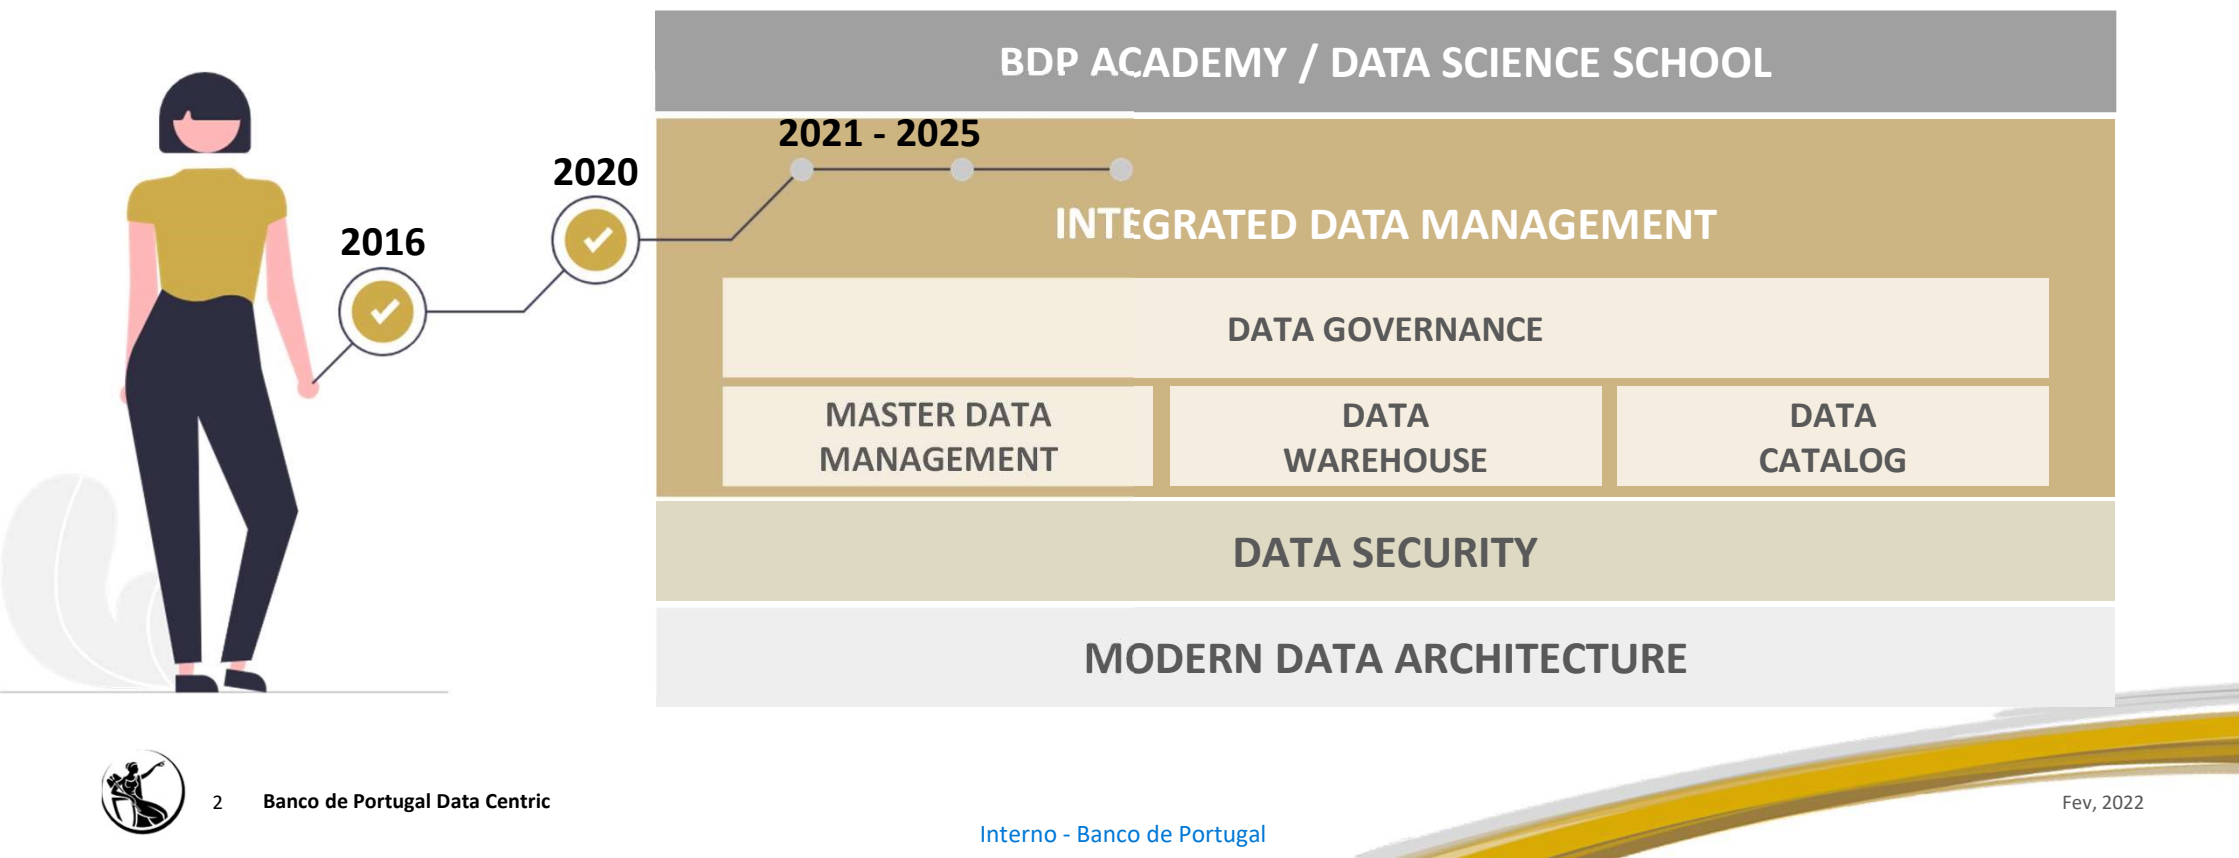 BDP ACADEMY / DATA SCIENCE SCHOOL
2016
2020
2021 - 2025
INTEGRATED DATA MANAGEMENT
DATA GOVERNANCE
MASTER DATA
MANAGEMENT
DATA
WAREHOUSE
DATA
CATALOG
DATA SECURITY
MODERN DATA ARCHITECTURE
2 Banco de Portugal Data Centric
Fev, 2022
Interno - Banco de Portugal